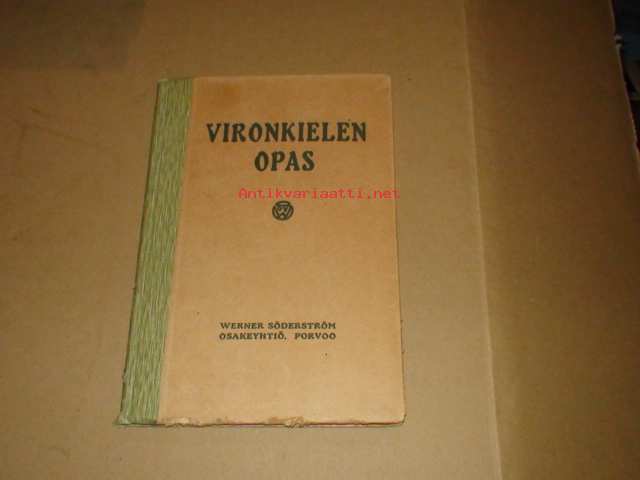 VIRONKIELEN
OPAS
Antikvariaatti.net
WERNER SÖDERSTRÖM
OSAKEYHTIÖ, PORVOO